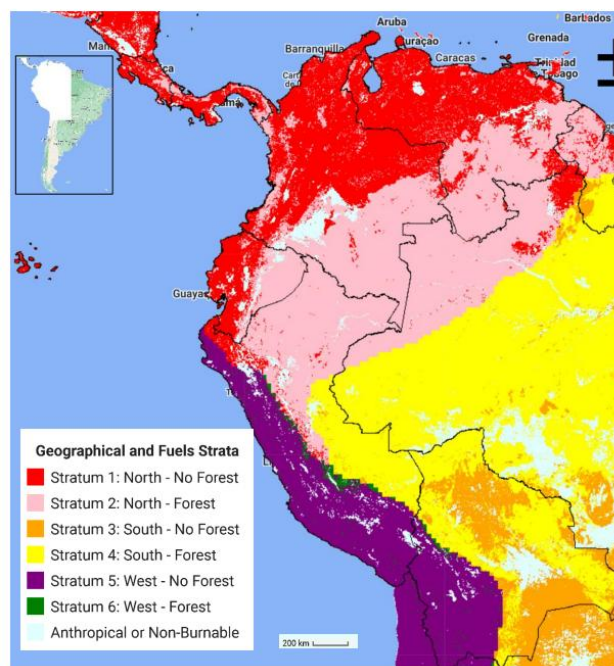 Aruba
Barbados
Curaçao
Grenada
Barranquilla
Caracas
Trinidad
Tobago
Guaya
Geographical and Fuels Strata
Stratum 1: North - No Forest
Stratum 2: North - Forest
Stratum 3: South - No Forest
Stratum 4: South - Forest
Stratum 5: West - No Forest
Stratum 6: West - Forest
Anthropical or Non-Burnable
200 km